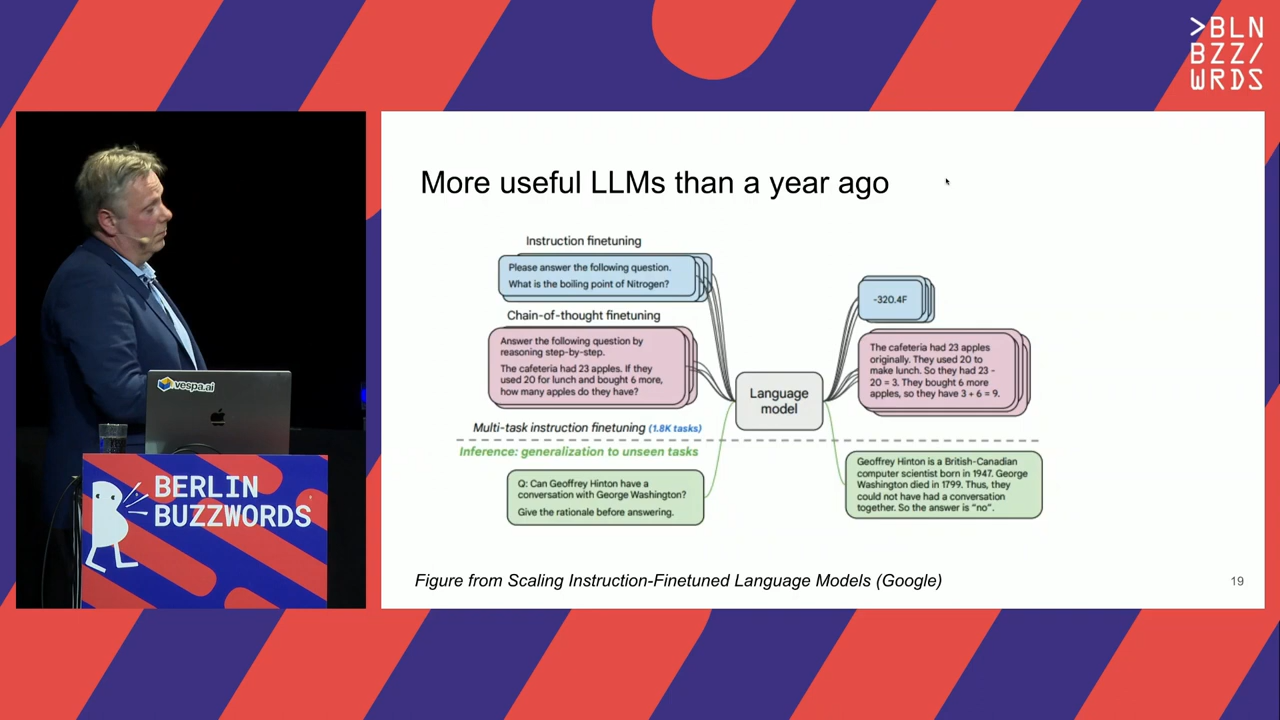 >BLN
BZZ/
WRDS
More useful LLMs than a year ago
Instruction finetuning
Please answer the following question.
What is the boiling point of Nitrogen?
-320.4F
Chain-of-thought finetuning
Answer the following question by
reasoning step-by-step.
The cafeteria had 23 apples. If they
used 20 for lunch and bought 6 more,
how many apples do they have?
The cafeteria had 23 apples
originally. They used 20 to
make lunch. So they had 23 -
20 = 3. They bought 6 more
apples, so they have 3 + 6 = 9.
Language
model
Multi-task instruction finetuning (1.8K tasks)
Inference: generalization to unseen tasks
Q: Can Geoffrey Hinton have a
conversation with George Washington?
Give the rationale before answering.
Geoffrey Hinton is a British-Canadian
computer scientist born in 1947. George
Washington died in 1799. Thus, they
could not have had a conversation
together. So the answer is "no".
Figure from Scaling Instruction-Finetuned Language Models (Google)
19
vespa.ai
BERLIN
BUZZWORDS